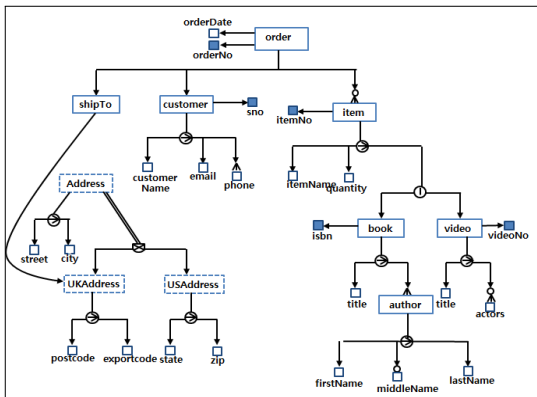 orderDate
order
orderNo
shipTo
customer
sno
itemNo
item
customer
Name
email
phone
itemName
quantity
Address
isbn
book
video
videoNo
street
city
UKAddress
USAddress
title
author
title
actors
postcode
exportcode
state
zip
firstName
middleName
lastName